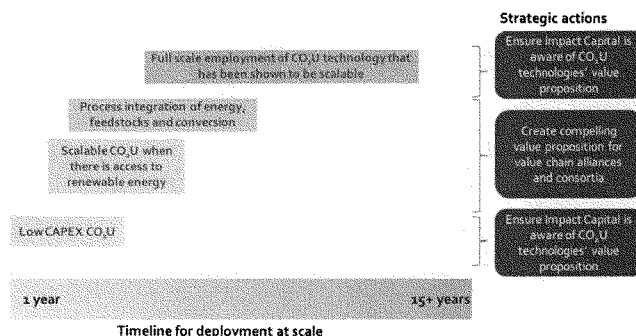 Strategic actions
Full scale employment of CO₂U technology that
has been shown to be scalable
Ensure Impact Capital is
aware of CO₂U
technologies' value
proposition
Process integration of energy,
feedstocks and conversion
Scalable CO₂U when
there is access to
renewable energy
Create compelling
value proposition for
value chain alliances
and consortia
Low CAPEX CO₂U
Ensure Impact Capital is
aware of CO₂U
technologies' value
proposition
1 year
15+ years
Timeline for deployment at scale